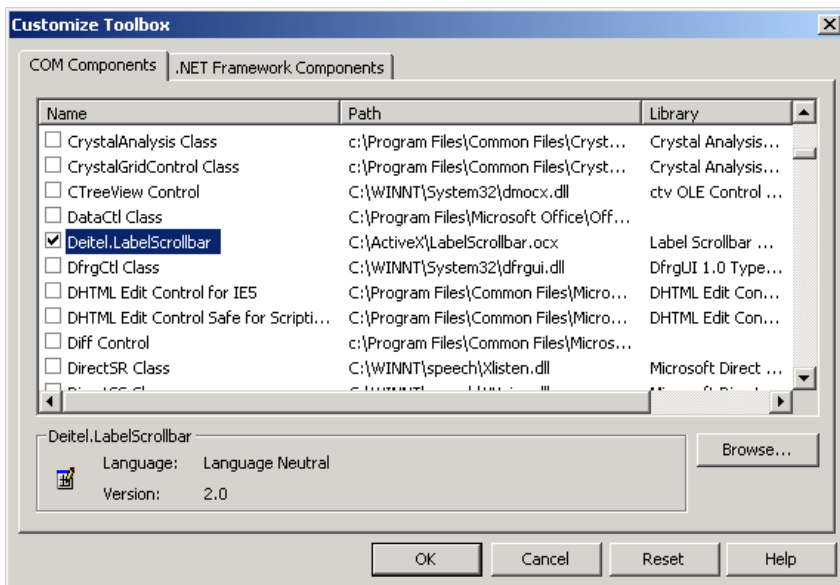 Customize Toolbox
COM Components .NET Framework Components
Name Path Library
CrystalAnalysis Class c:\Program Files\Common Files\Cryst... Crystal Analysis...
CrystalGridControl Class c:\Program Files\Common Files\Cryst... Crystal Analysis...
CTreeView Control C:\WINNT\System32\dmocx.dll ctv OLE Control ...
DataCtl Class C:\Program Files\Microsoft Office\Off...
Deitel.LabelScrollbar C:\ActiveX\LabelScrollbar.ocx Label Scrollbar ...
DfrgCtl Class C:\WINNT\System32\dfrgui.dll DfrgUI 1.0 Type...
DHTML Edit Control for IE5 C:\Program Files\Common Files\Micro... DHTML Edit Con...
DHTML Edit Control Safe for Scripti... C:\Program Files\Common Files\Micro... DHTML Edit Con...
Diff Control c:\Program Files\Common Files\Micros...
DirectSR Class C:\WINNT\speech\Xlisten.dll Microsoft Direct ...
Deitel.LabelScrollbar
Browse...
Language: Language Neutral
Version: 2.0
OK Cancel Reset Help